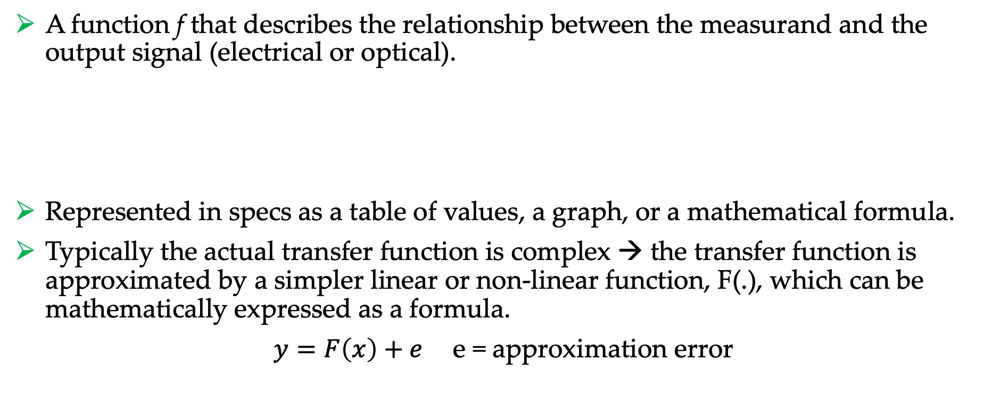 ➢ A function f that describes the relationship between the measurand and the
output signal (electrical or optical).
➢ Represented in specs as a table of values, a graph, or a mathematical formula.
➢ Typically the actual transfer function is complex → the transfer function is
approximated by a simpler linear or non-linear function, F(.), which can be
mathematically expressed as a formula.
y = F(x) + e e = approximation error